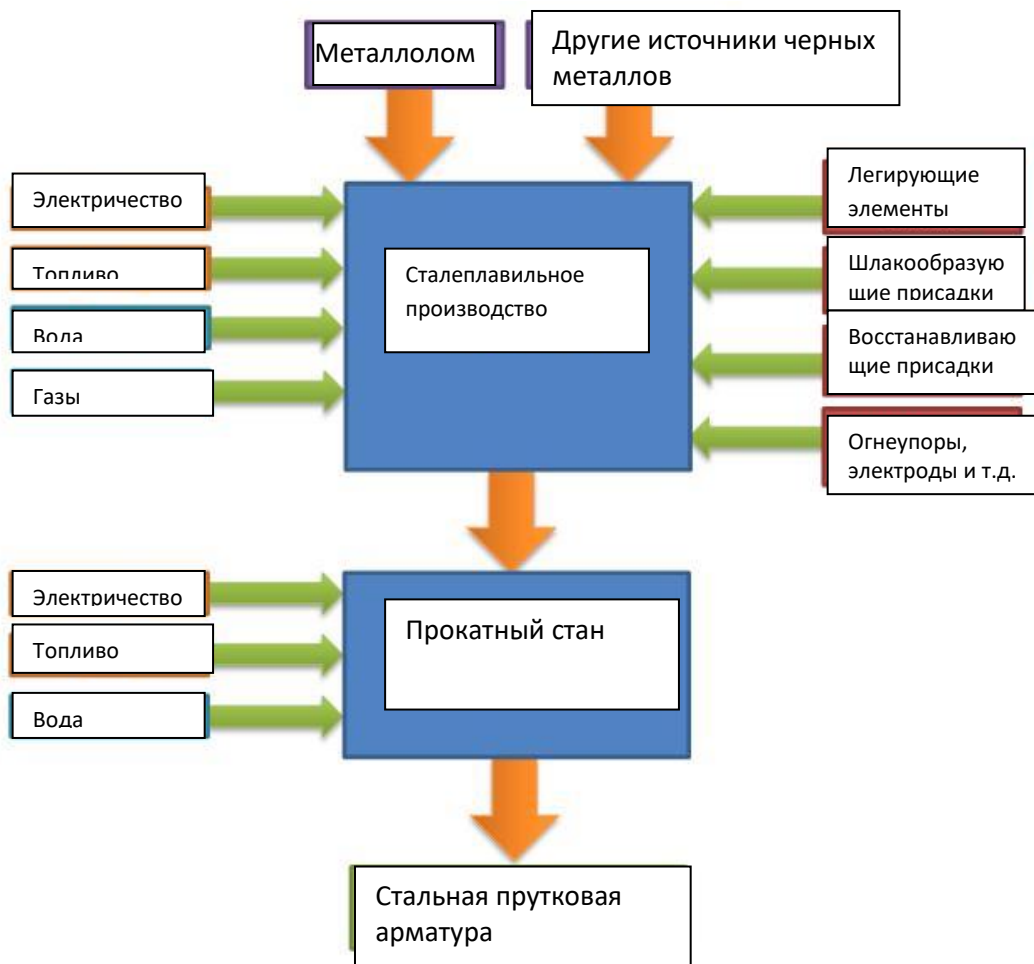 Металлолом
Другие источники черных
металлов
Электричество
Топливо
Вода
Газы
Сталеплавильное
производство
Легирующие
элементы
Шлакообразую
щие присадки
Восстанавливаю
щие присадки
Огнеупоры,
электроды и т.д.
Электричество
Топливо
Вода
Прокатный стан
Стальная прутковая
арматура